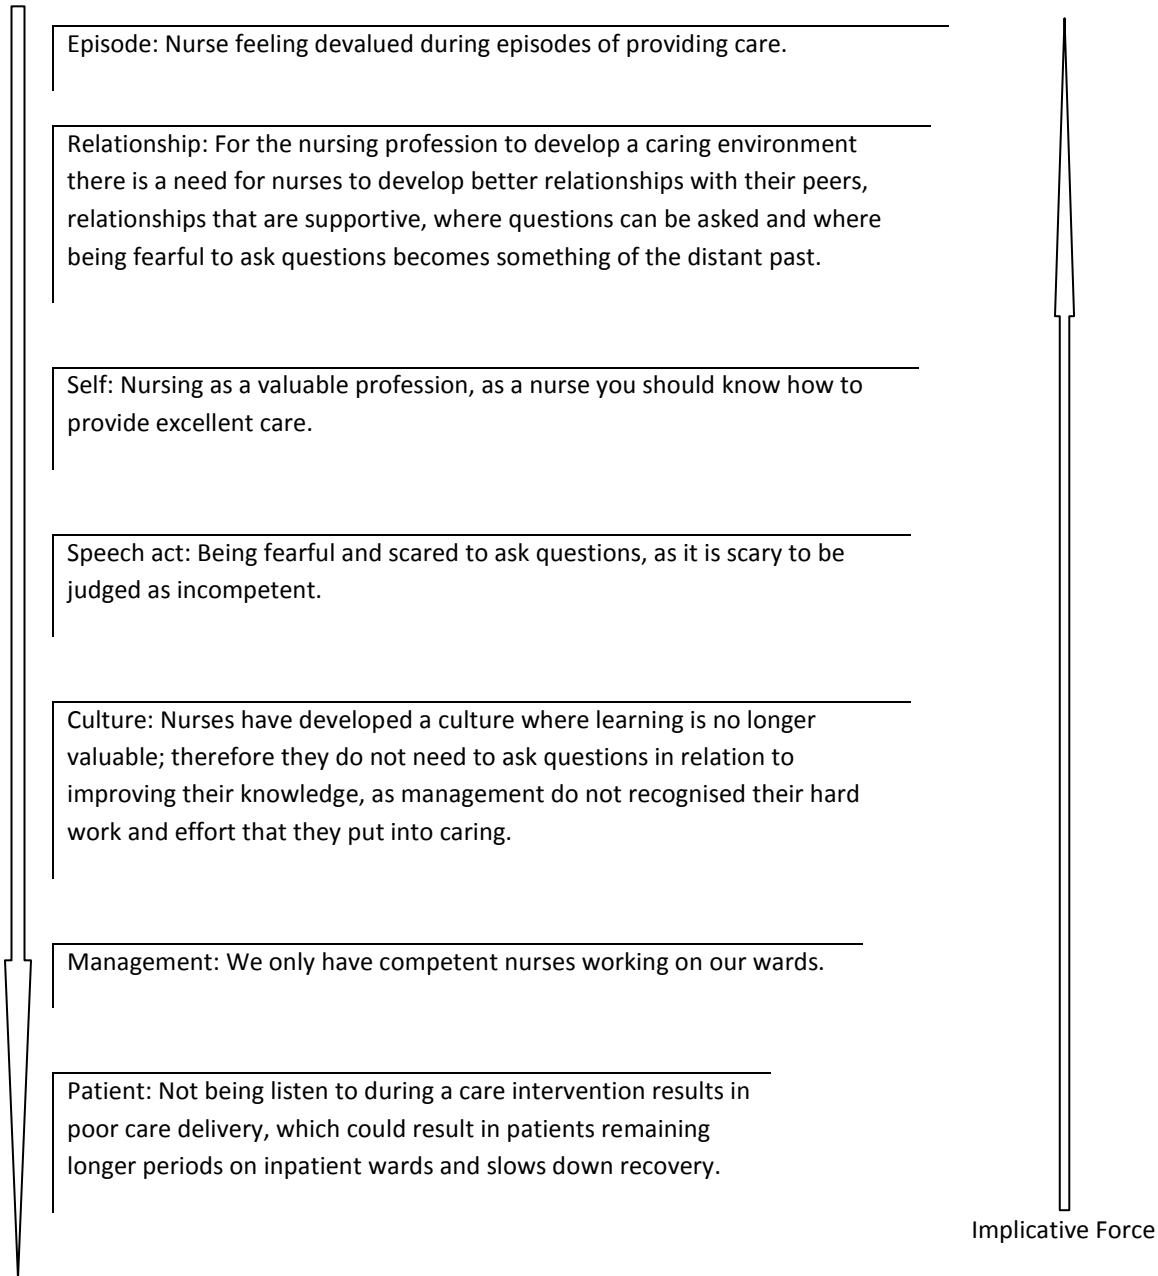 Episode: Nurse feeling devalued during episodes of providing care.
Relationship: For the nursing profession to develop a caring environment
there is a need for nurses to develop better relationships with their peers,
relationships that are supportive, where questions can be asked and where
being fearful to ask questions becomes something of the distant past.
Self: Nursing as a valuable profession, as a nurse you should know how to
provide excellent care.
Speech act: Being fearful and scared to ask questions, as it is scary to be
judged as incompetent.
Culture: Nurses have developed a culture where learning is no longer
valuable; therefore they do not need to ask questions in relation to
improving their knowledge, as management do not recognised their hard
work and effort that they put into caring.
Management: We only have competent nurses working on our wards.
Patient: Not being listen to during a care intervention results in
poor care delivery, which could result in patients remaining
longer periods on inpatient wards and slows down recovery.
Implicative Force